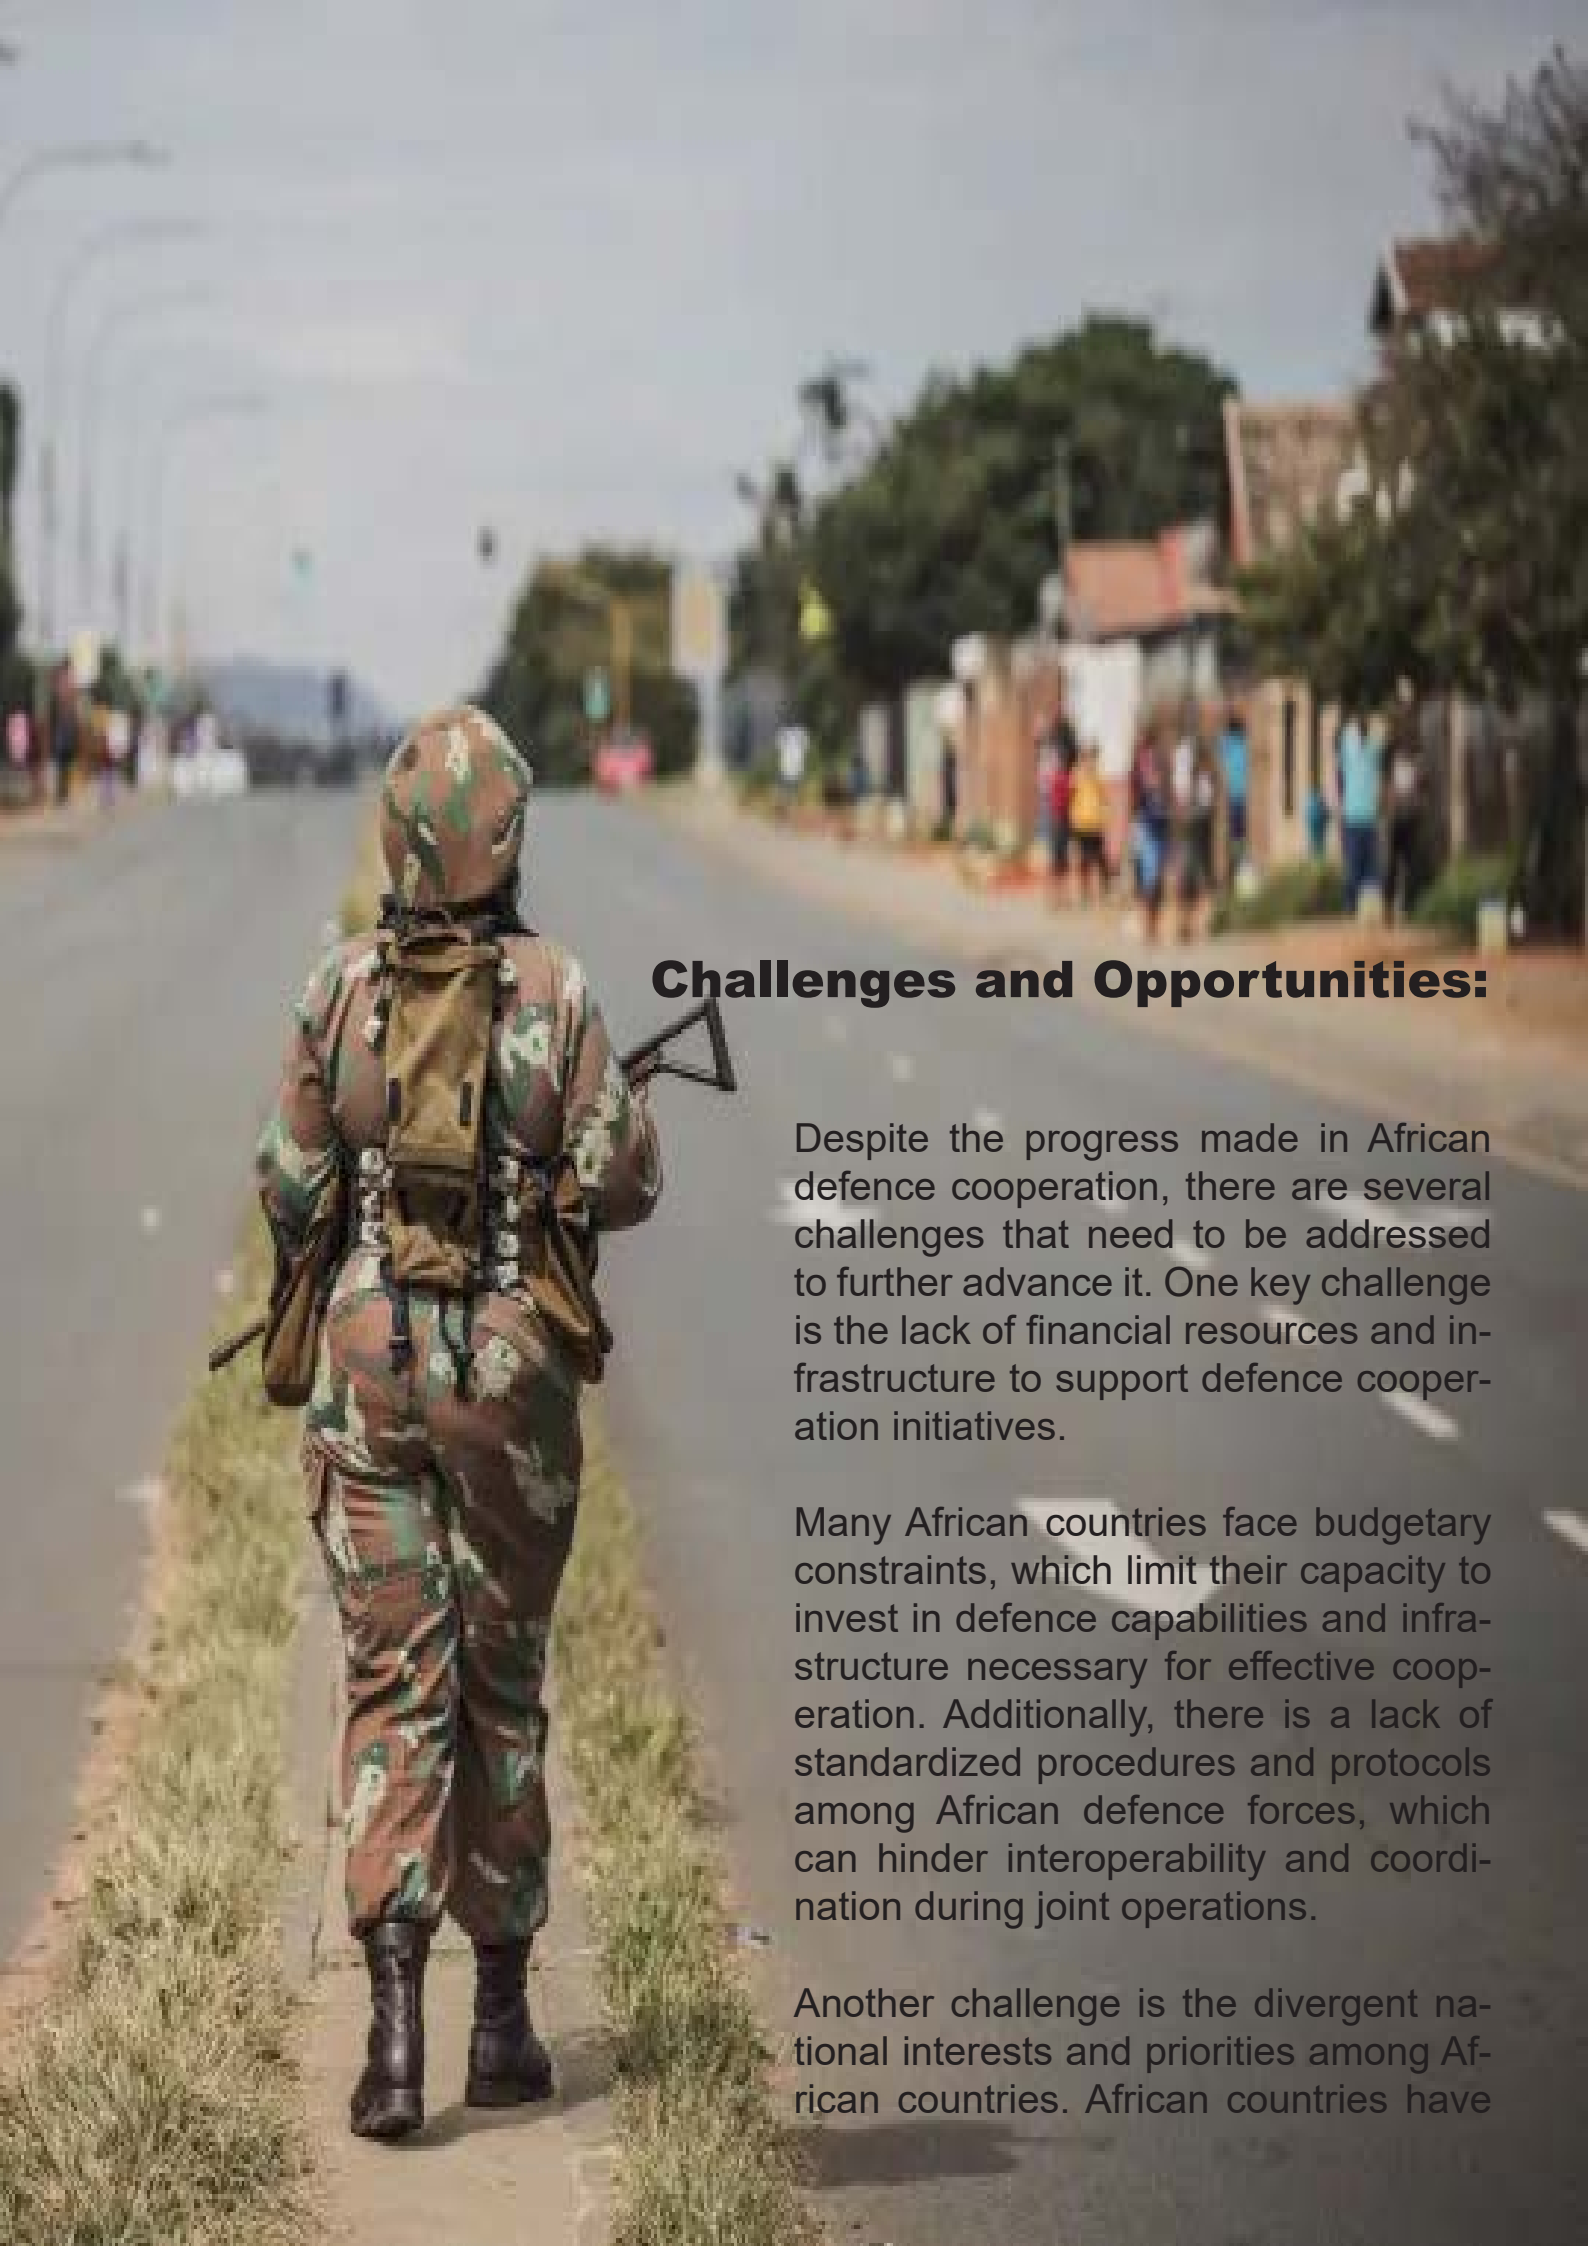 Challenges and Opportunities:
Despite the progress made in African
defence cooperation, there are several
challenges that need to be addressed
to further advance it. One key challenge
is the lack of financial resources and in-
frastructure to support defence cooper-
ation initiatives.
Many African countries face budgetary
constraints, which limit their capacity to
invest in defence capabilities and infra-
structure necessary for effective coop-
eration. Additionally, there is a lack of
standardized procedures and protocols
among African defence forces, which
can hinder interoperability and coordi-
nation during joint operations.
Another challenge is the divergent na-
tional interests and priorities among Af-
rican countries. African countries have